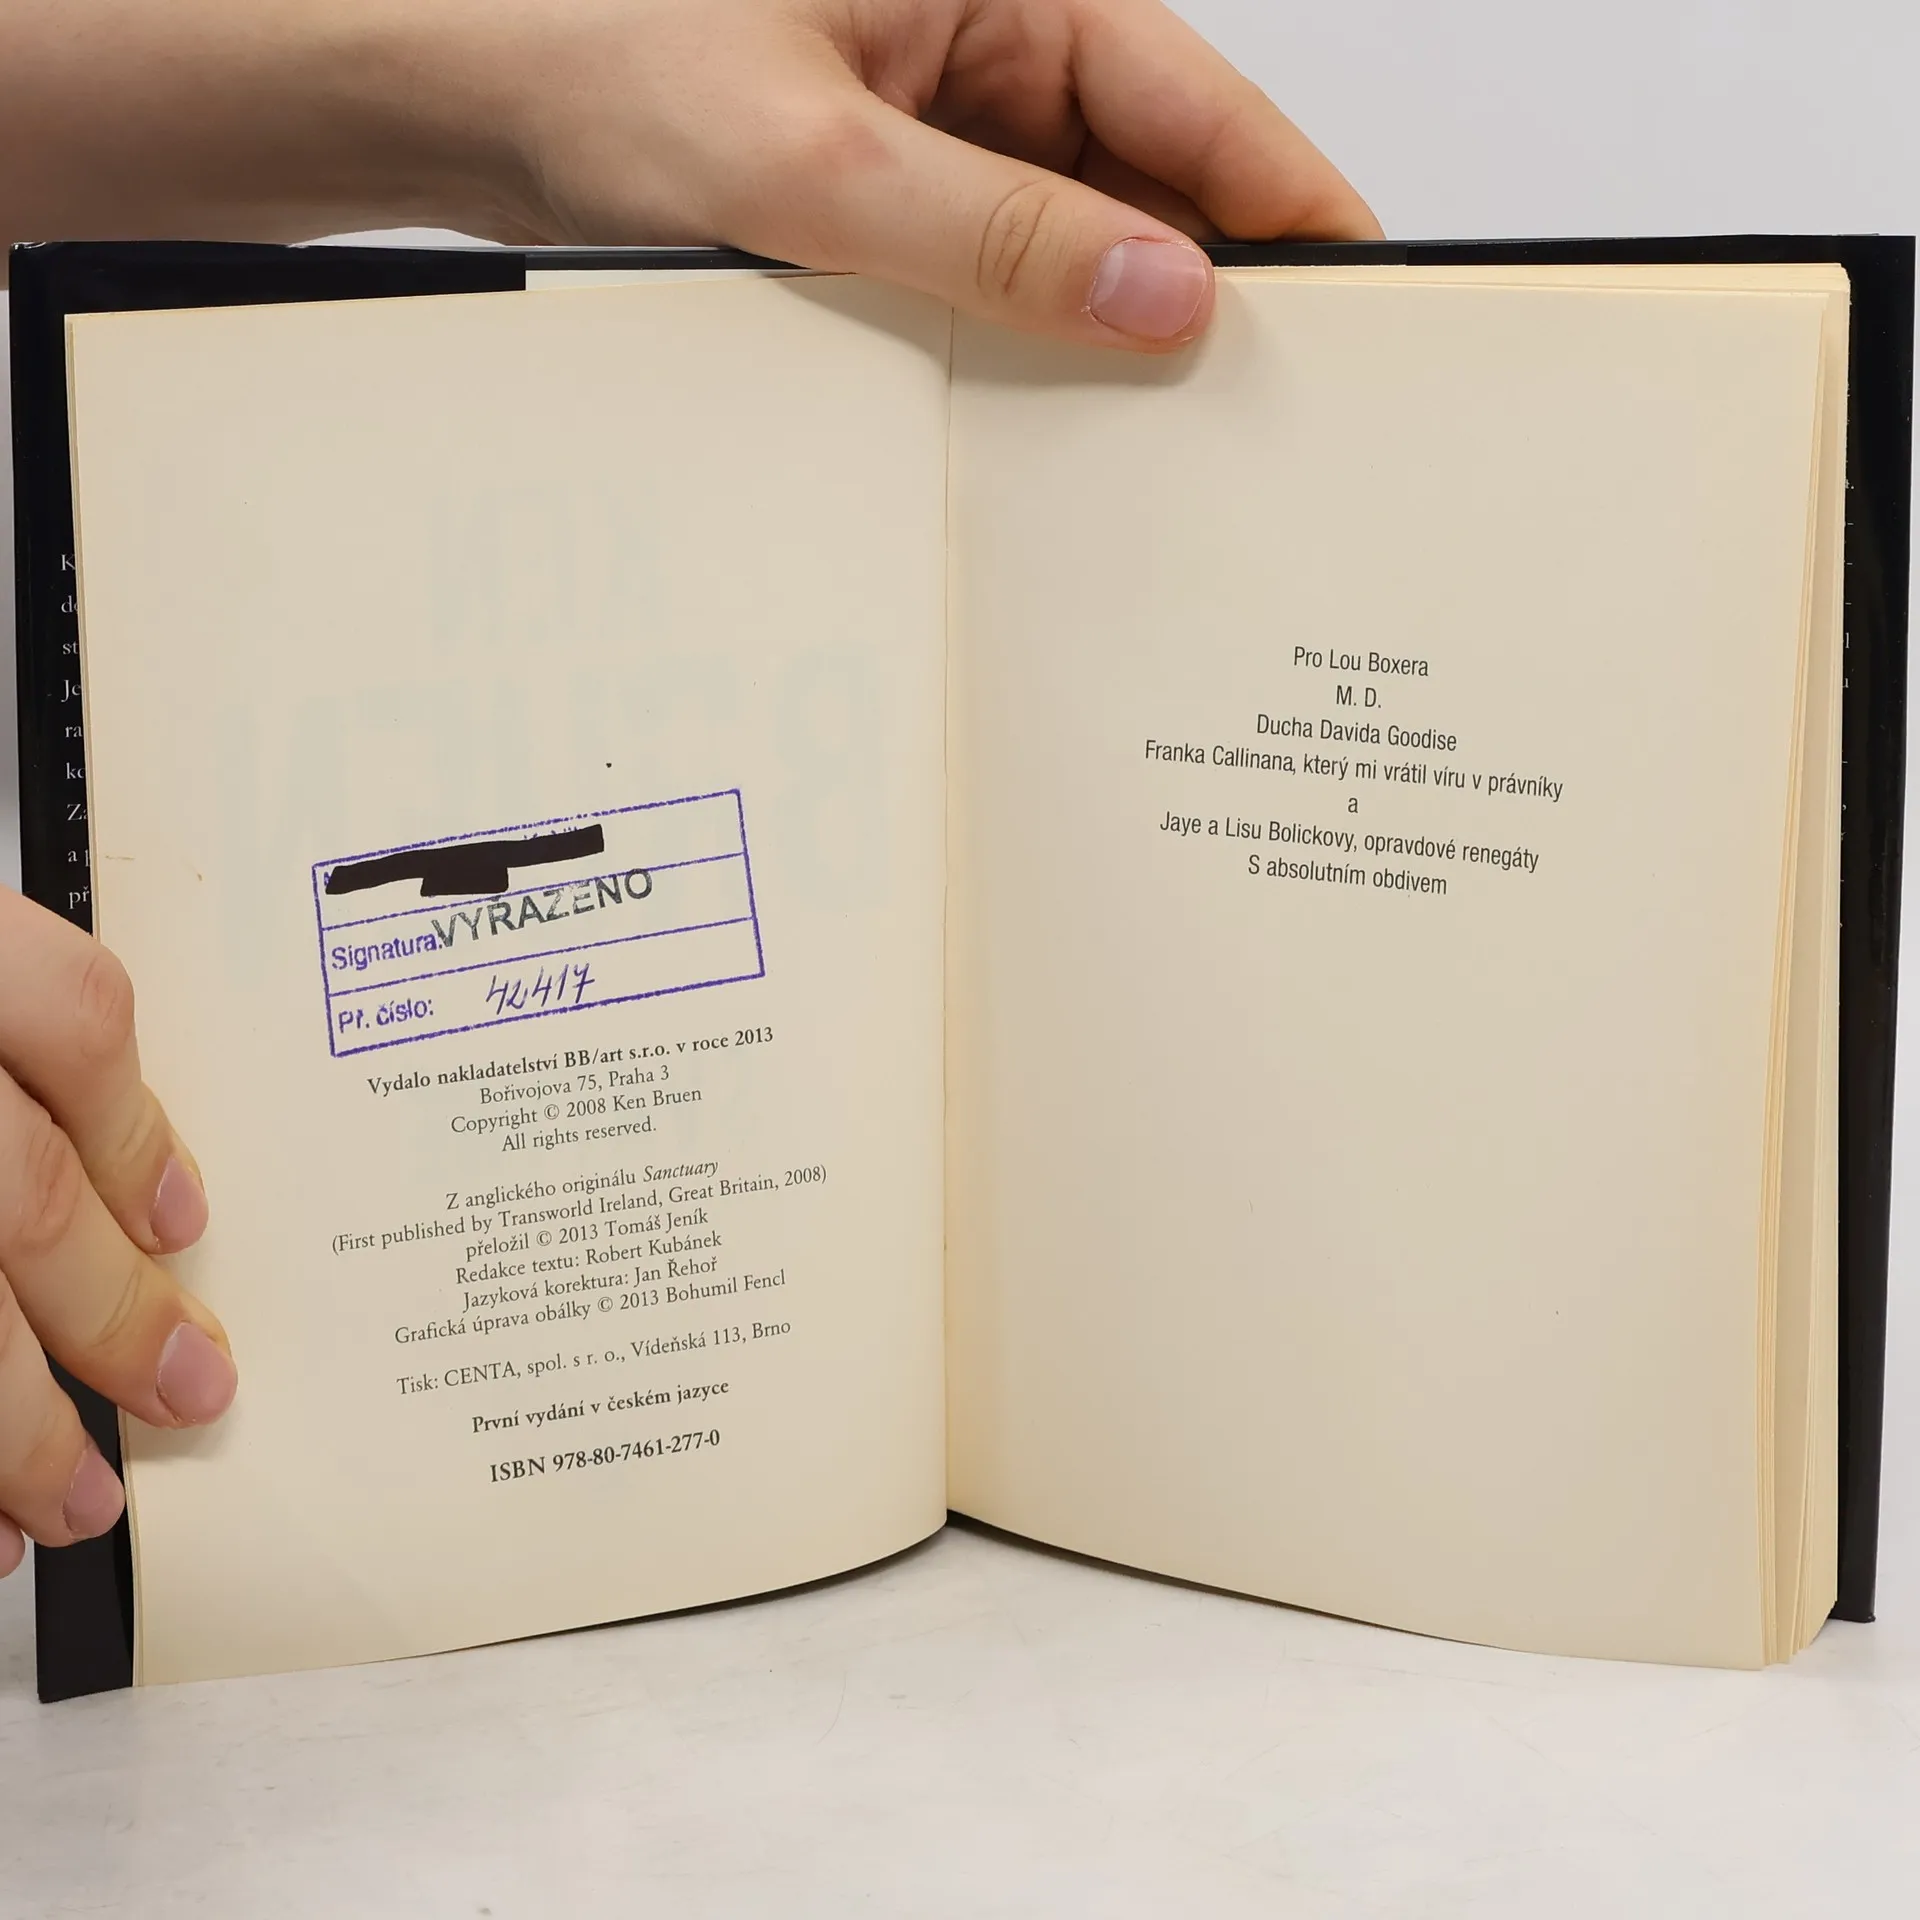 VYŘAZENO
Signatura:
Př. číslo: 42417
Vydalo nakladatelství BB/art s.r.o. v roce 2013
Bořivojova 75, Praha 3
Copyright © 2008 Ken Bruen
All rights reserved.
Z anglického originálu Sanctuary
(First published by Transworld Ireland, Great Britain, 2008)
přeložil © 2013 Tomáš Jeník
Redakce textu: Robert Kubánek
Jazyková korektura: Jan Řehoř
Grafická úprava obálky © 2013 Bohumil Fencl
Tisk: CENTA, spol. s r. o., Vídeňská 113, Brno
První vydání v českém jazyce
ISBN 978-80-7461-277-0
Pro Lou Boxera
M. D.
Ducha Davida Goodise
Franka Callinana, který mi vrátil víru v právníky
a
Jaye a Lisu Bolickovy, opravdové renegáty
S absolutním obdivem